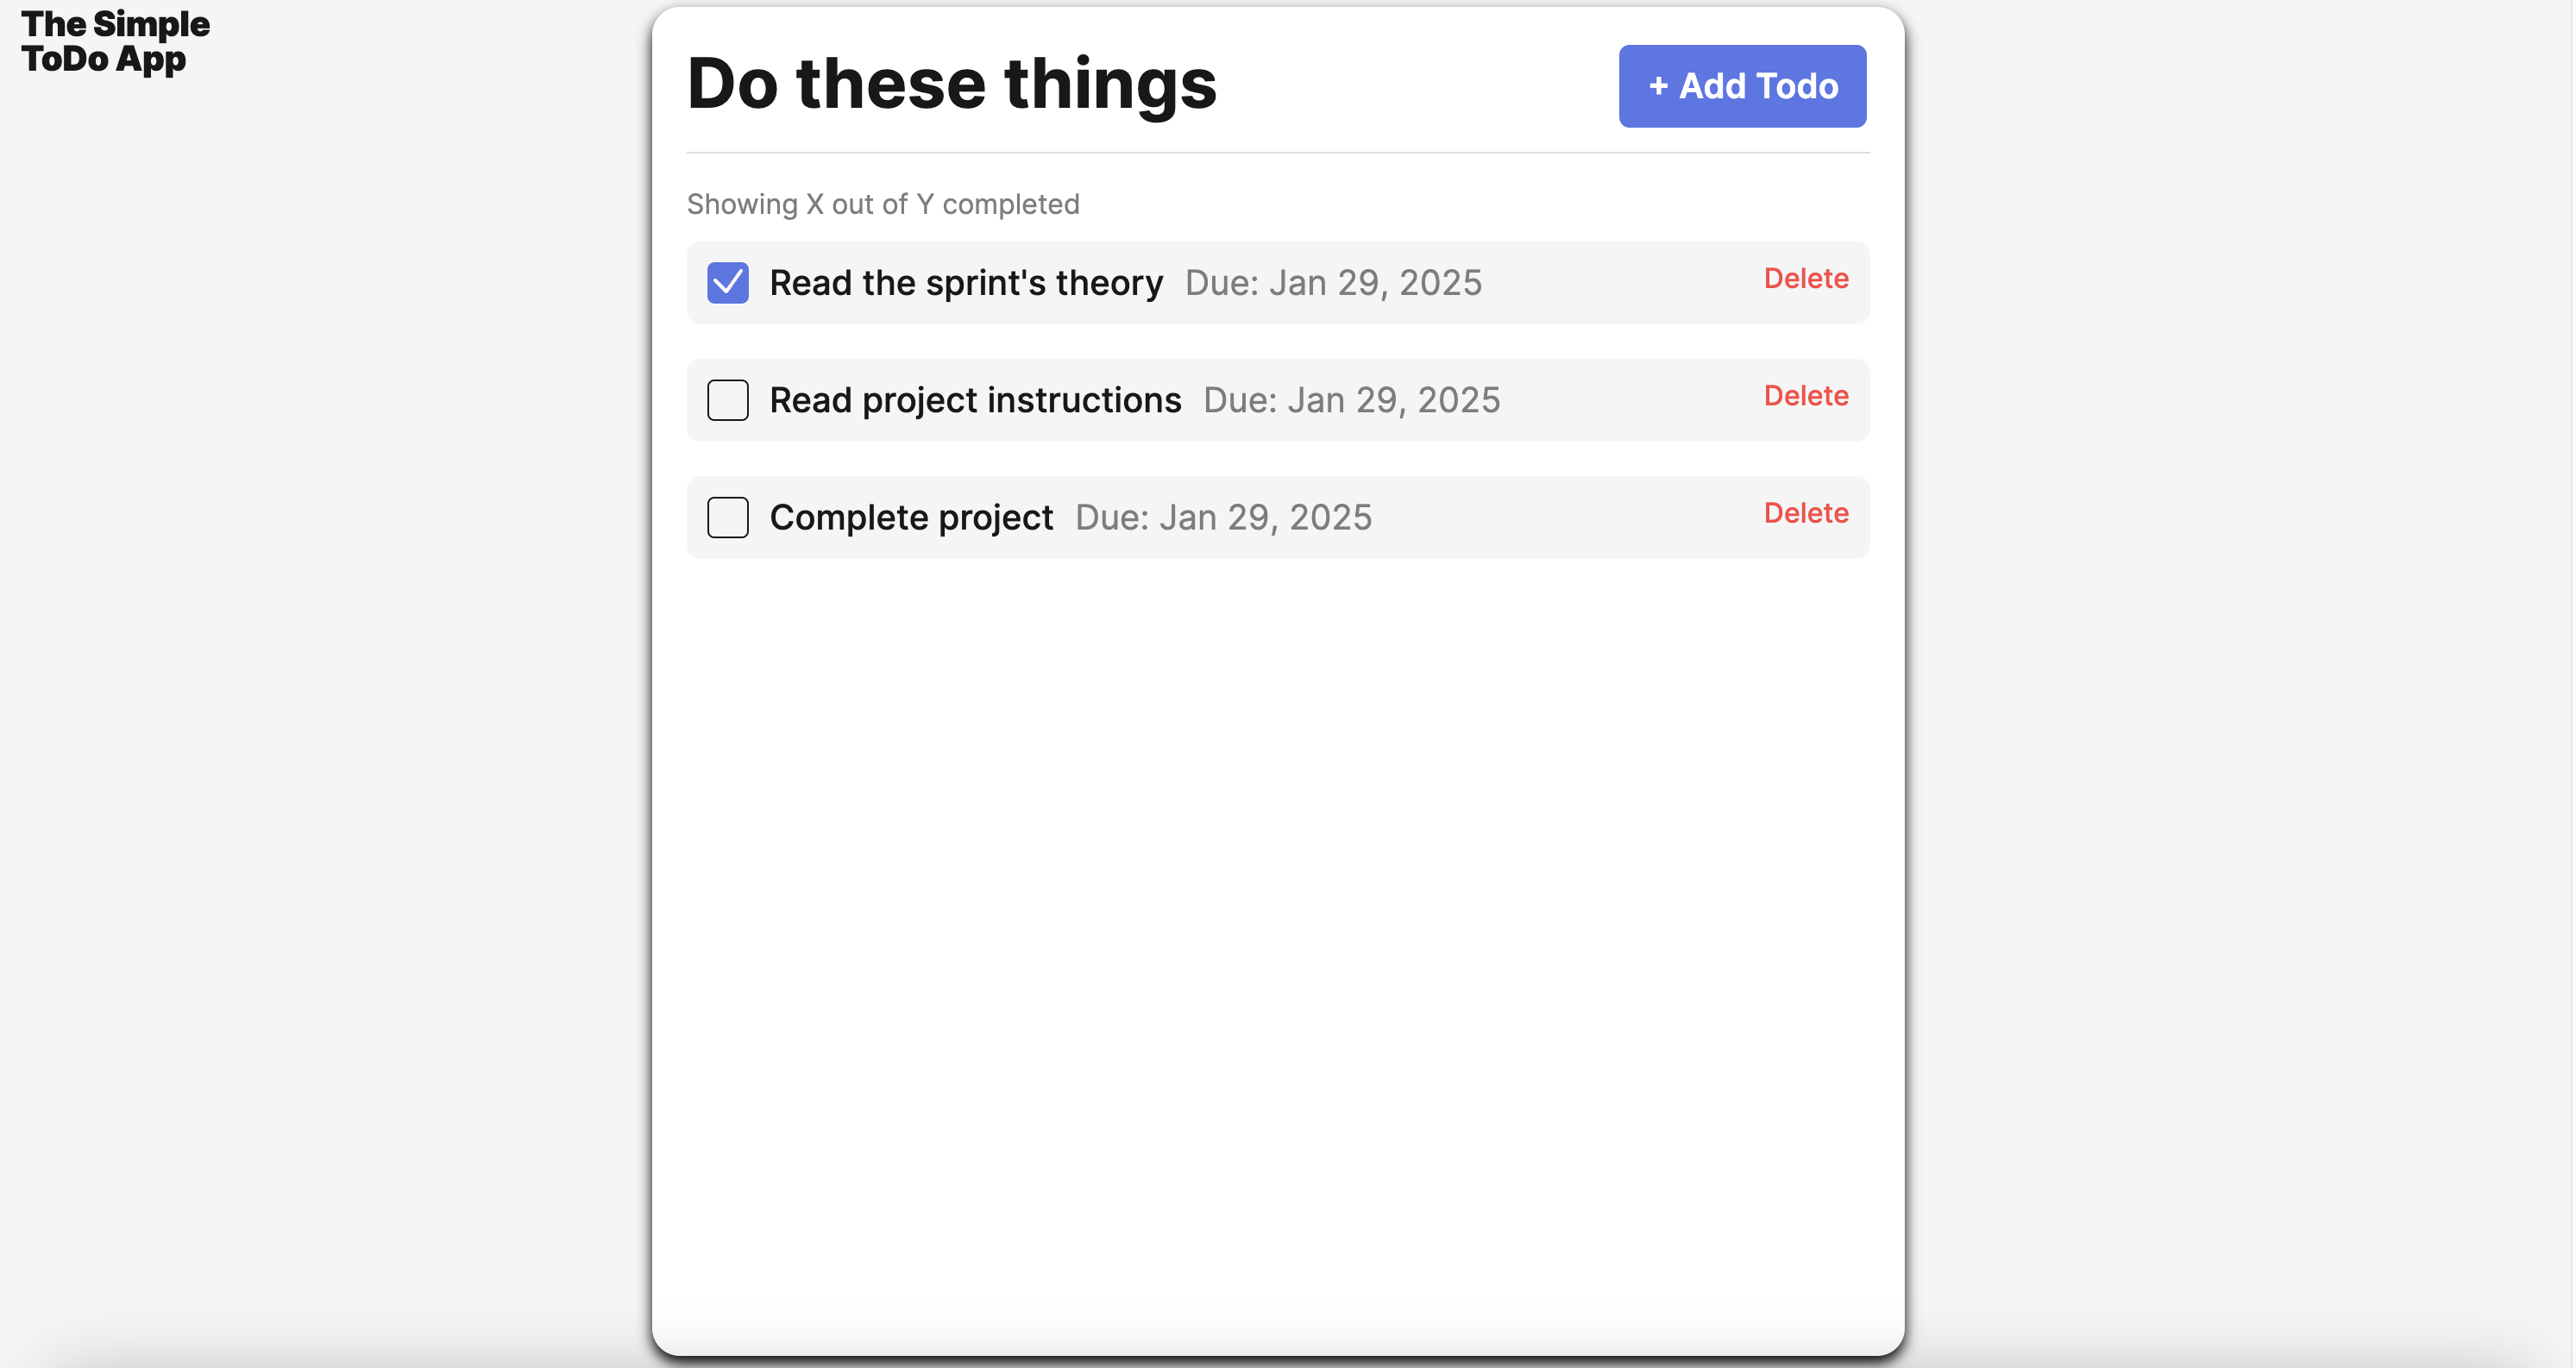 The Simple
ToDo App
Do these things
+ Add Todo
Showing X out of Y completed
Read the sprint's theory Due: Jan 29, 2025 Delete
Read project instructions Due: Jan 29, 2025 Delete
Complete project Due: Jan 29, 2025 Delete